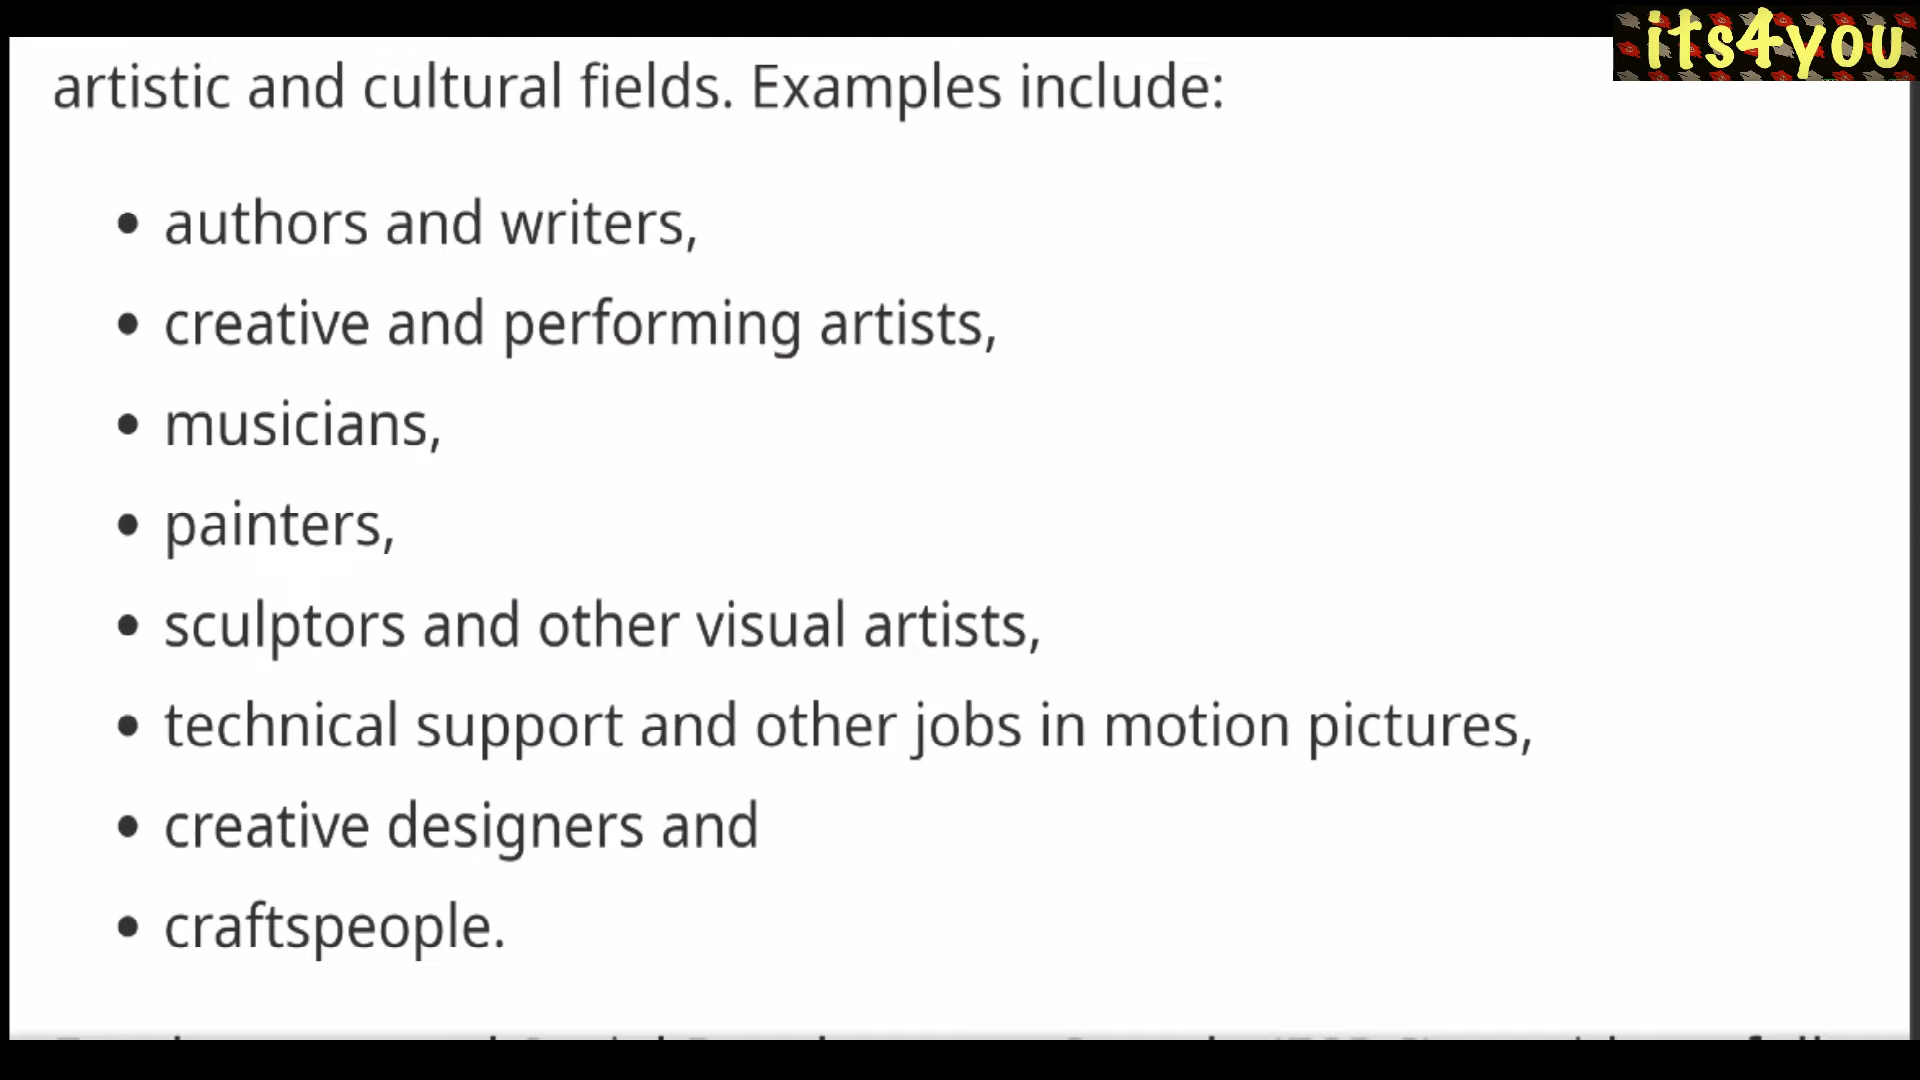 its4you
artistic and cultural fields. Examples include:
• authors and writers,
• creative and performing artists,
• musicians,
• painters,
• sculptors and other visual artists,
• technical support and other jobs in motion pictures,
• creative designers and
• craftspeople.